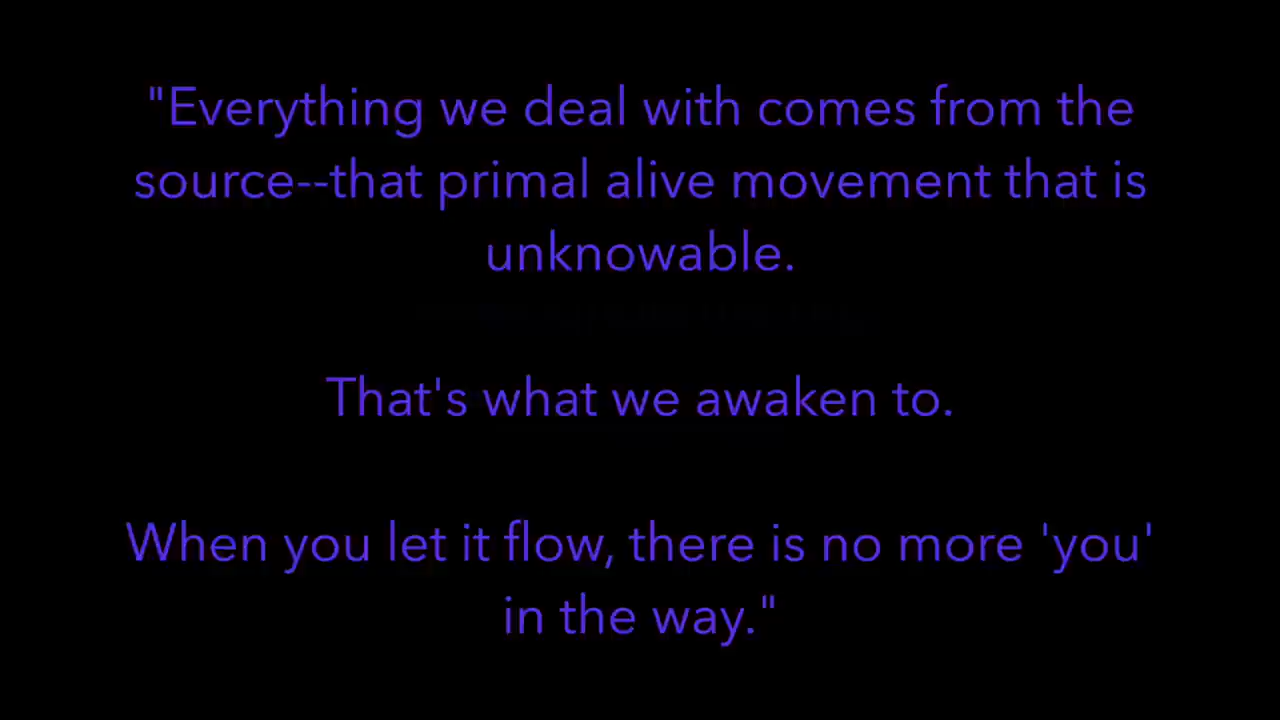 "Everything we deal with comes from the
source--that primal alive movement that is
unknowable.
That's what we awaken to.
When you let it flow, there is no more 'you'
in the way."